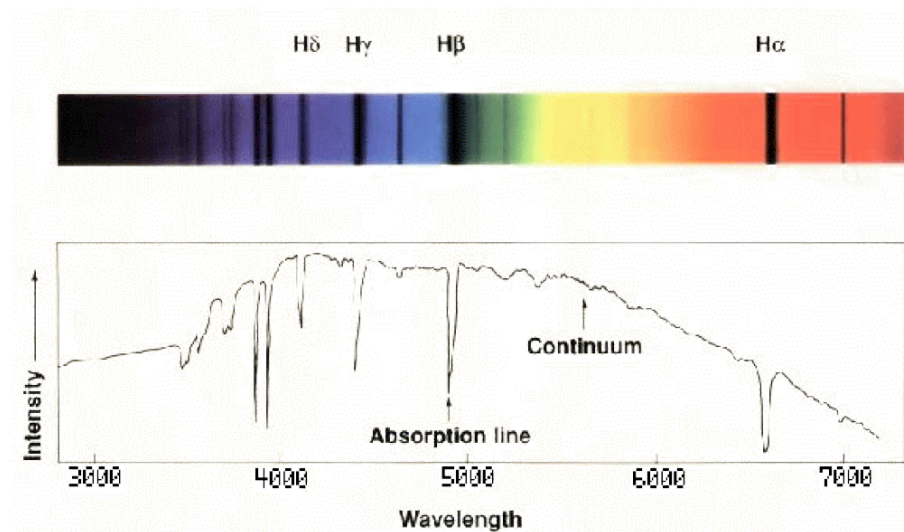 Hδ Hγ Hβ Hα
Intensity
Continuum
Absorption line
3000 4000 5000 6000 7000
Wavelength